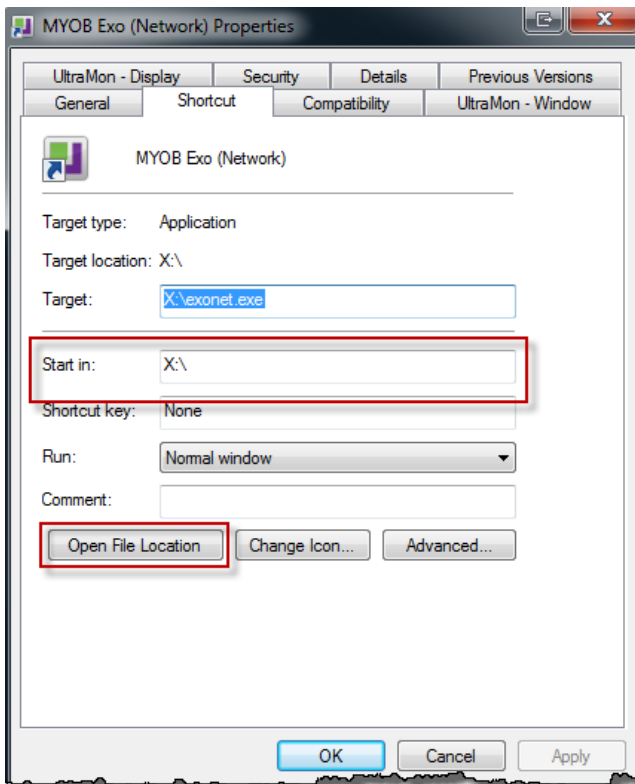 MYOB Exo (Network) Properties
UltraMon - Display Security Details Previous Versions
General Shortcut Compatibility UltraMon - Window
MYOB Exo (Network)
Target type: Application
Target location: X:\
Target: X:\exonet.exe
Start in: X:\
Shortcut key: None
Run: Normal window
Comment:
Open File Location Change Icon... Advanced...
OK Cancel Apply